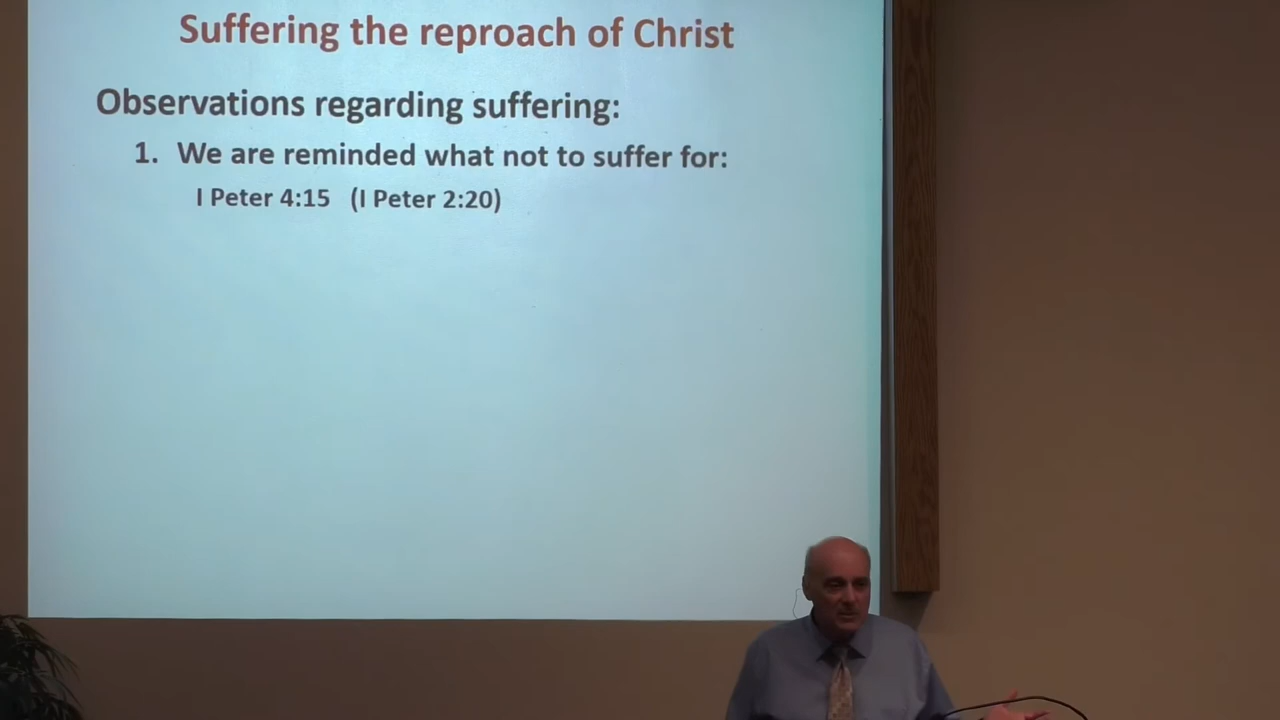 Suffering the reproach of Christ
Observations regarding suffering:
1. We are reminded what not to suffer for:
I Peter 4:15 (I Peter 2:20)